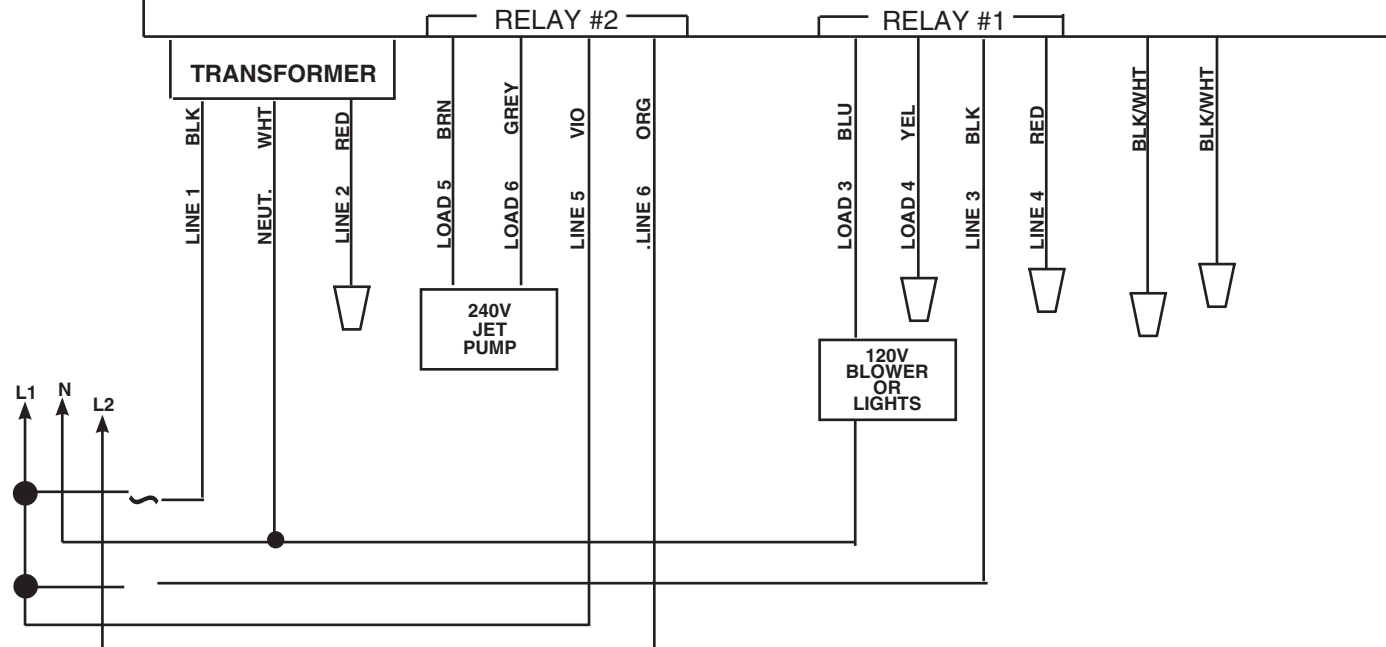 RELAY #2
RELAY #1
TRANSFORMER
BLK
WHT
RED
BRN
GREY
VIO
ORG
BLU
YEL
BLK
RED
BLK/WHT
BLK/WHT
LINE 1
NEUT.
LINE 2
LOAD 5
LOAD 6
LINE 5
.LINE 6
LOAD 3
LOAD 4
LINE 3
LINE 4
240V
JET
PUMP
120V
BLOWER
OR
LIGHTS
L1
N
L2